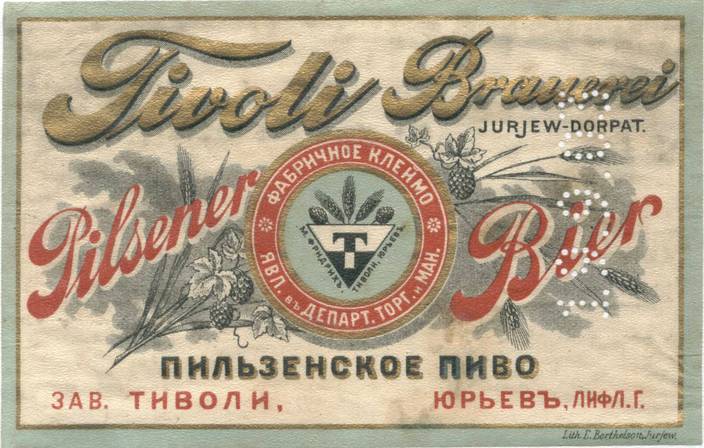 Tivoli Brauerei
JURJEW-DORPAT.
Pilsener Bier
ФАБРИЧНОЕ КЛЕЙМО
ЯВЛ. въ ДЕПАРТ. ТОРГ. и МАН.
Т
М. ФРИДРИХЪ, ТИВОЛИ, ЮРЬЕВЪ.
ПИЛЬЗЕНСКОЕ ПИВО
ЗАВ. ТИВОЛИ, ЮРЬЕВЪ, ЛИФЛ. Г.
Lith. E. Berthelson, Jurjew.